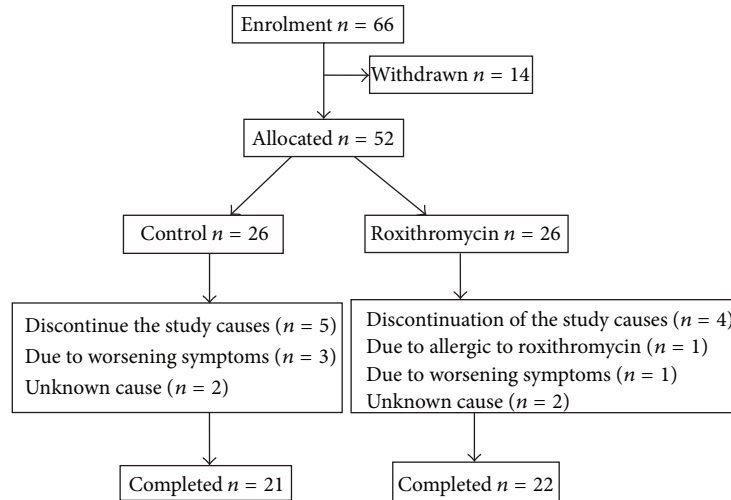 Enrolment n = 66
Withdrawn n = 14
Allocated n = 52
Control n = 26
Roxithromycin n = 26
Discontinue the study causes (n = 5)
Due to worsening symptoms (n = 3)
Unknown cause (n = 2)
Discontinuation of the study causes (n = 4)
Due to allergic to roxithromycin (n = 1)
Due to worsening symptoms (n = 1)
Unknown cause (n = 2)
Completed n = 21
Completed n = 22